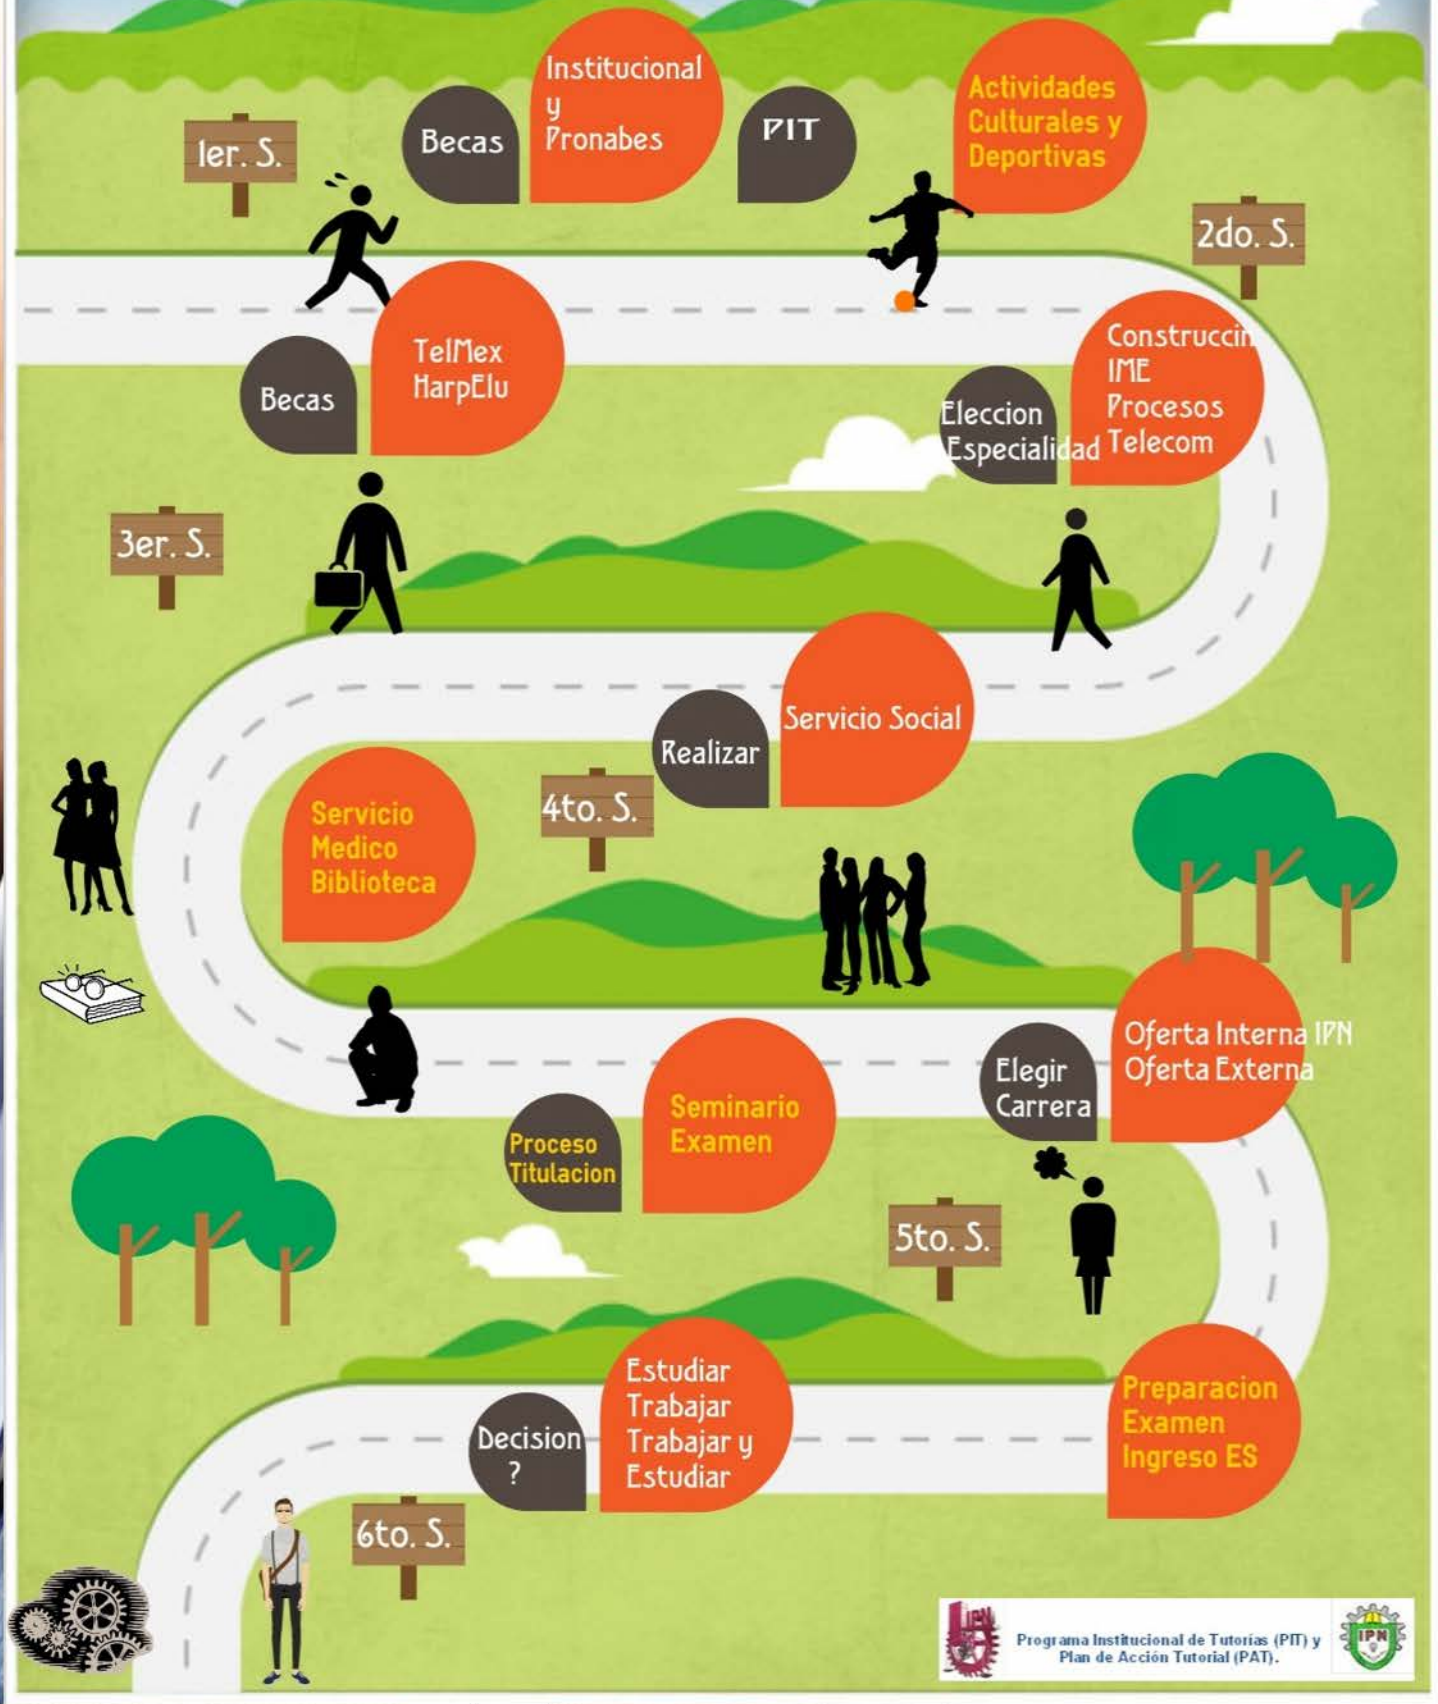 1er. S.
Becas
Institucional
y
Pronabes
PIT
Actividades
Culturales y
Deportivas
2do. S.
Becas
TelMex
HarpElu
Eleccion
Especialidad
Construccin
IME
Procesos
Telecom
3er. S.
Realizar
Servicio Social
4to. S.
Servicio
Medico
Biblioteca
Elegir
Carrera
Oferta Interna IPN
Oferta Externa
Proceso
Titulacion
Seminario
Examen
5to. S.
Decision
?
Estudiar
Trabajar
Trabajar y
Estudiar
Preparacion
Examen
Ingreso ES
6to. S.
IPN
Programa Institucional de Tutorías (PIT) y
Plan de Acción Tutorial (PAT).
IPN